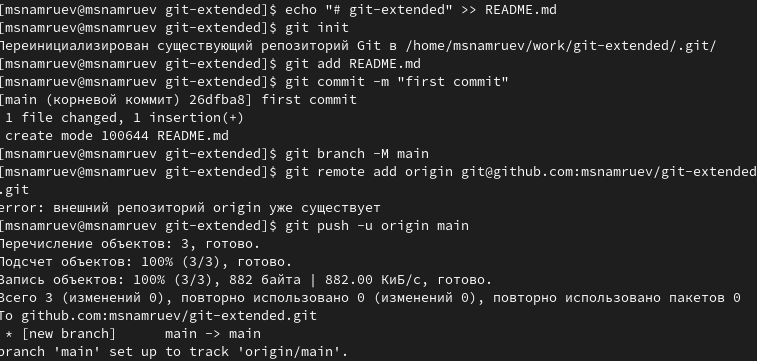 [msnamruev@msnamruev git-extended]$ echo "# git-extended" >> README.md
[msnamruev@msnamruev git-extended]$ git init
Переинициализирован существующий репозиторий Git в /home/msnamruev/work/git-extended/.git/
[msnamruev@msnamruev git-extended]$ git add README.md
[msnamruev@msnamruev git-extended]$ git commit -m "first commit"
[main (корневой коммит) 26dfba8] first commit
 1 file changed, 1 insertion(+)
 create mode 100644 README.md
[msnamruev@msnamruev git-extended]$ git branch -M main
[msnamruev@msnamruev git-extended]$ git remote add origin git@github.com:msnamruev/git-extended
.git
error: внешний репозиторий origin уже существует
[msnamruev@msnamruev git-extended]$ git push -u origin main
Перечисление объектов: 3, готово.
Подсчет объектов: 100% (3/3), готово.
Запись объектов: 100% (3/3), 882 байта | 882.00 КиБ/с, готово.
Всего 3 (изменений 0), повторно использовано 0 (изменений 0), повторно использовано пакетов 0
To github.com:msnamruev/git-extended.git
 * [new branch]      main -> main
branch 'main' set up to track 'origin/main'.